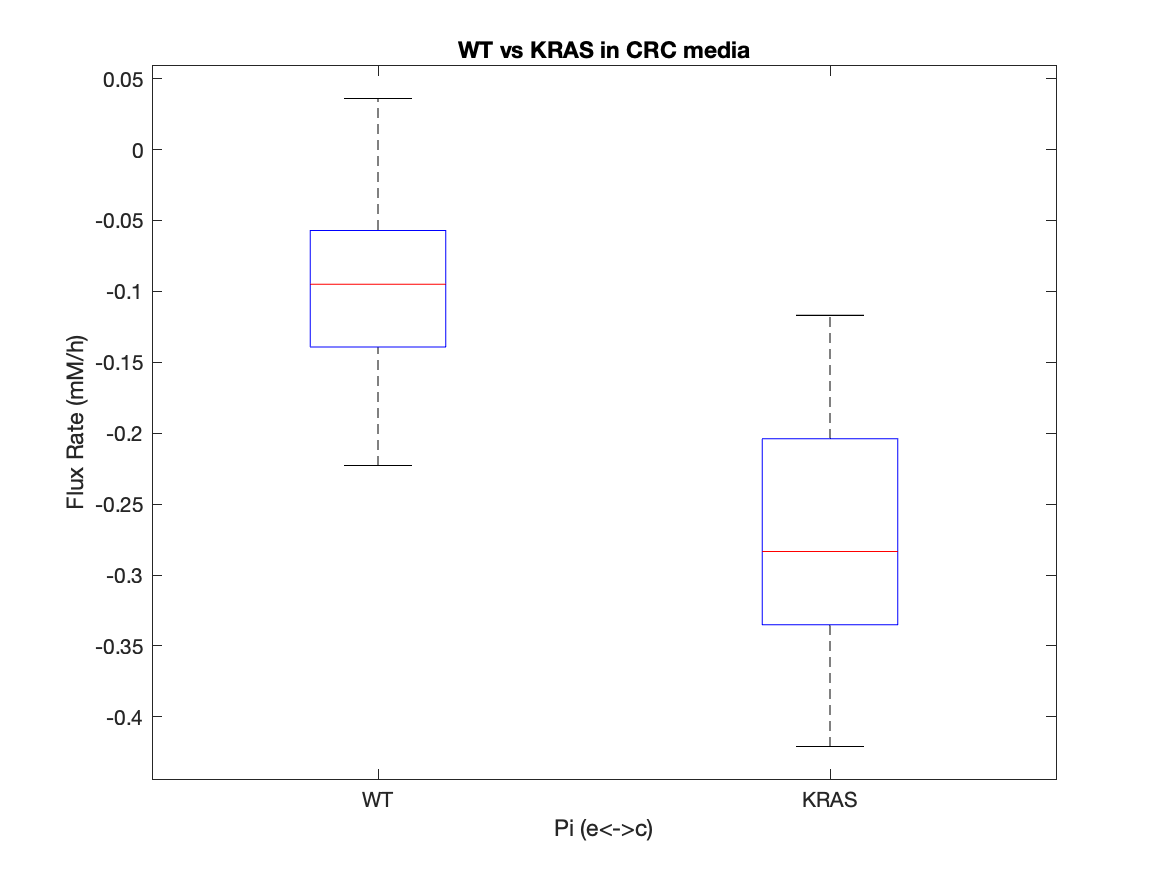 WT vs KRAS in CRC media
0.05
0
-0.05
-0.1
-0.15
-0.2
-0.25
-0.3
-0.35
-0.4
Flux Rate (mM/h)
WT
KRAS
Pi (e<->c)